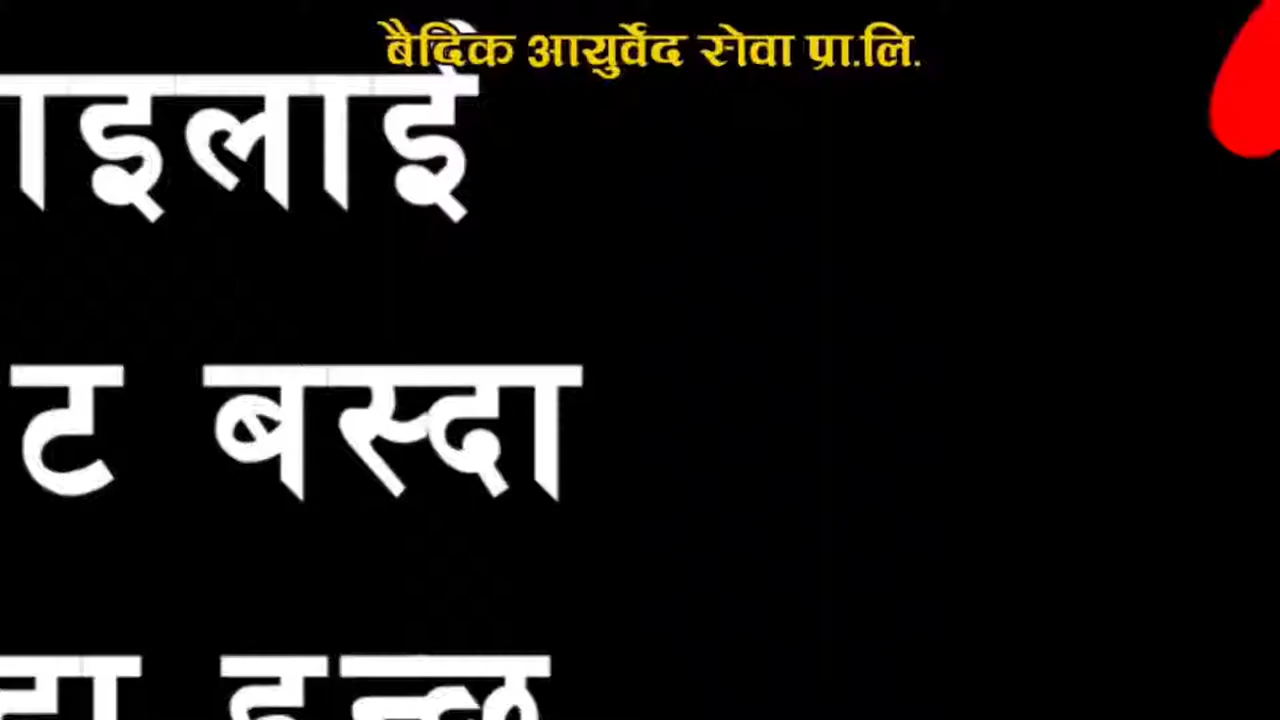 बैदिक आयुर्वेद सेवा प्रा.लि.
ाइलाई
ट बस्दा